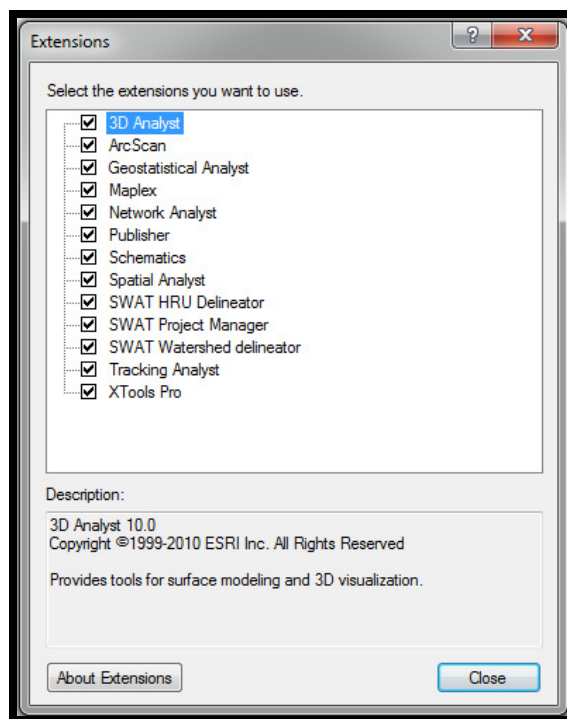 Extensions
Select the extensions you want to use.
3D Analyst
ArcScan
Geostatistical Analyst
Maplex
Network Analyst
Publisher
Schematics
Spatial Analyst
SWAT HRU Delineator
SWAT Project Manager
SWAT Watershed delineator
Tracking Analyst
XTools Pro
Description:
3D Analyst 10.0
Copyright ©1999-2010 ESRI Inc. All Rights Reserved
Provides tools for surface modeling and 3D visualization.
About Extensions
Close